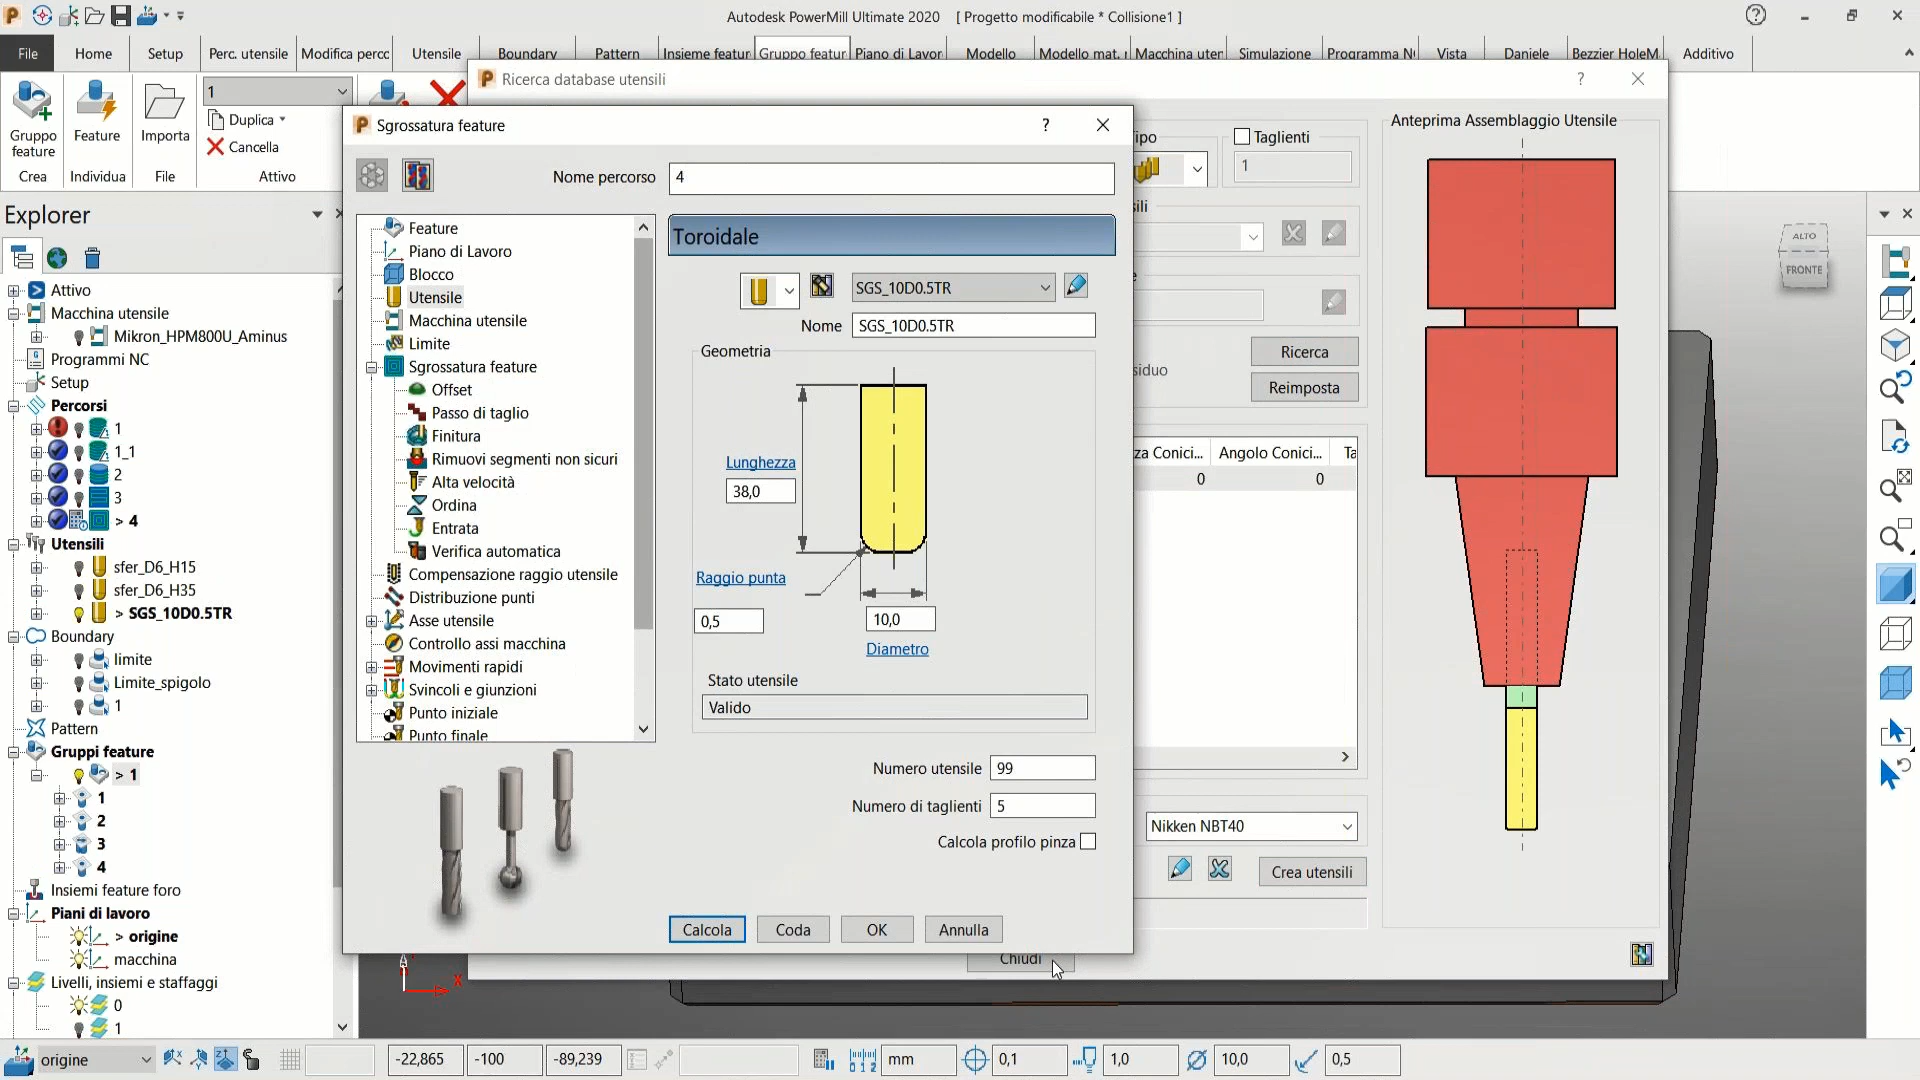 Autodesk PowerMill Ultimate 2020 [ Progetto modificabile * Collisione1 ]
File
Home
Setup
Perc. utensile
Modifica percc
Utensile
Boundary
Pattern
Insieme featur
Gruppo featur
Piano di Lavor
Modello
Modello mat.
Macchina uter
Simulazione
Programma N
Vista
Daniele
Bezzier HoleM
Additivo
Gruppo feature
Feature
Importa
1
Duplica
Cancella
Crea
Individua
File
Attivo
Explorer
Attivo
Macchina utensile
Mikron_HPM800U_Aminus
Programmi NC
Setup
Percorsi
1
1_1
2
3
> 4
Utensili
sfer_D6_H15
sfer_D6_H35
> SGS_10D0.5TR
Boundary
limite
Limite_spigolo
1
Pattern
Gruppi feature
> 1
1
2
3
4
Insiemi feature foro
Piani di lavoro
> origine
macchina
Livelli, insiemi e staffaggi
0
1
Ricerca database utensili
?
Sgrossatura feature
?
Nome percorso
4
Feature
Piano di Lavoro
Blocco
Utensile
Macchina utensile
Limite
Sgrossatura feature
Offset
Passo di taglio
Finitura
Rimuovi segmenti non sicuri
Alta velocità
Ordina
Entrata
Verifica automatica
Compensazione raggio utensile
Distribuzione punti
Asse utensile
Controllo assi macchina
Movimenti rapidi
Svincoli e giunzioni
Punto iniziale
Punto finale
Toroidale
SGS_10D0.5TR
Nome
SGS_10D0.5TR
Geometria
Lunghezza
38,0
Raggio punta
0,5
10,0
Diametro
Stato utensile
Valido
Numero utensile
99
Numero di taglienti
5
Calcola profilo pinza
Calcola
Coda
OK
Annulla
ipo
Taglienti
1
ili
e
Ricerca
siduo
Reimposta
za Conici...
Angolo Conici...
Ta
0
0
Nikken NBT40
Crea utensili
Chiudi
Anteprima Assemblaggio Utensile
ALTO
FRONTE
X
origine
-22,865
-100
-89,239
mm
0,1
1,0
10,0
0,5